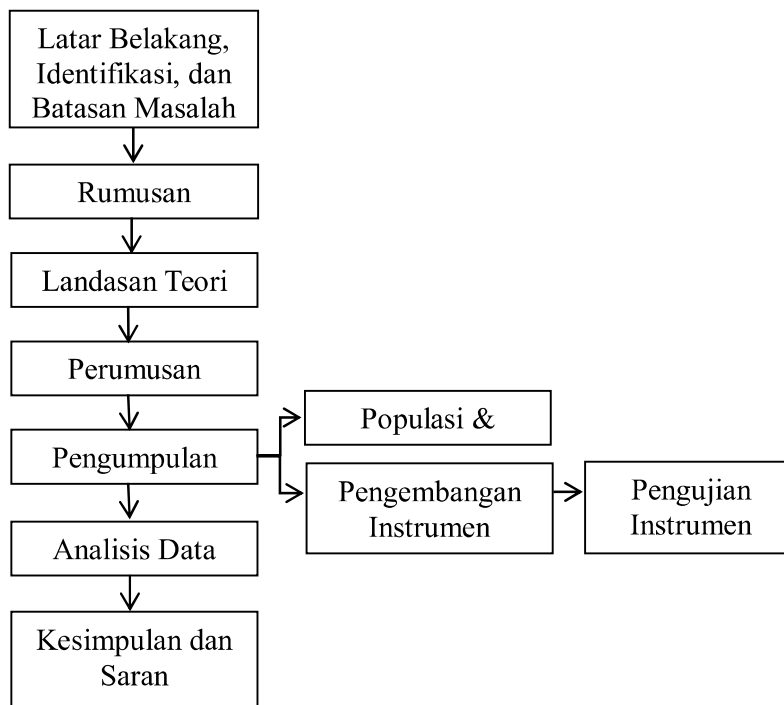 Latar Belakang,
Identifikasi, dan
Batasan Masalah
Rumusan
Landasan Teori
Perumusan
Pengumpulan
Populasi &
Pengembangan
Instrumen
Pengujian
Instrumen
Analisis Data
Kesimpulan dan
Saran